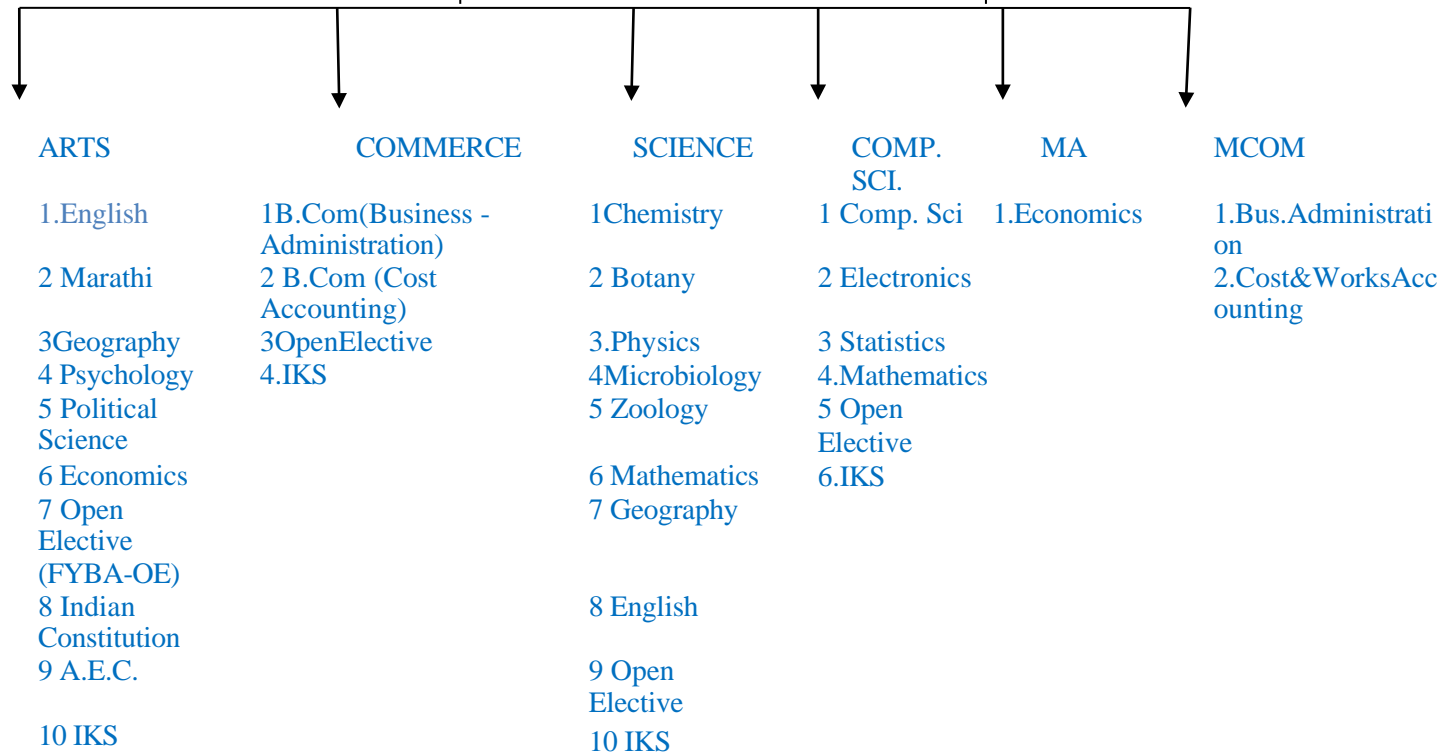 ARTS
COMMERCE
SCIENCE
COMP.
SCI.
MA
MCOM
1.English
1B.Com(Business -
Administration)
1Chemistry
1 Comp. Sci
1.Economics
1.Bus.Administrati
on
2 Marathi
2 B.Com (Cost
Accounting)
2 Botany
2 Electronics
2.Cost&WorksAcc
ounting
3Geography
3OpenElective
3.Physics
3 Statistics
4 Psychology
4.IKS
4Microbiology
4.Mathematics
5 Political
Science
5 Zoology
5 Open
Elective
6 Economics
6 Mathematics
6.IKS
7 Open
Elective
(FYBA-OE)
7 Geography
8 Indian
Constitution
8 English
9 A.E.C.
9 Open
Elective
10 IKS
10 IKS